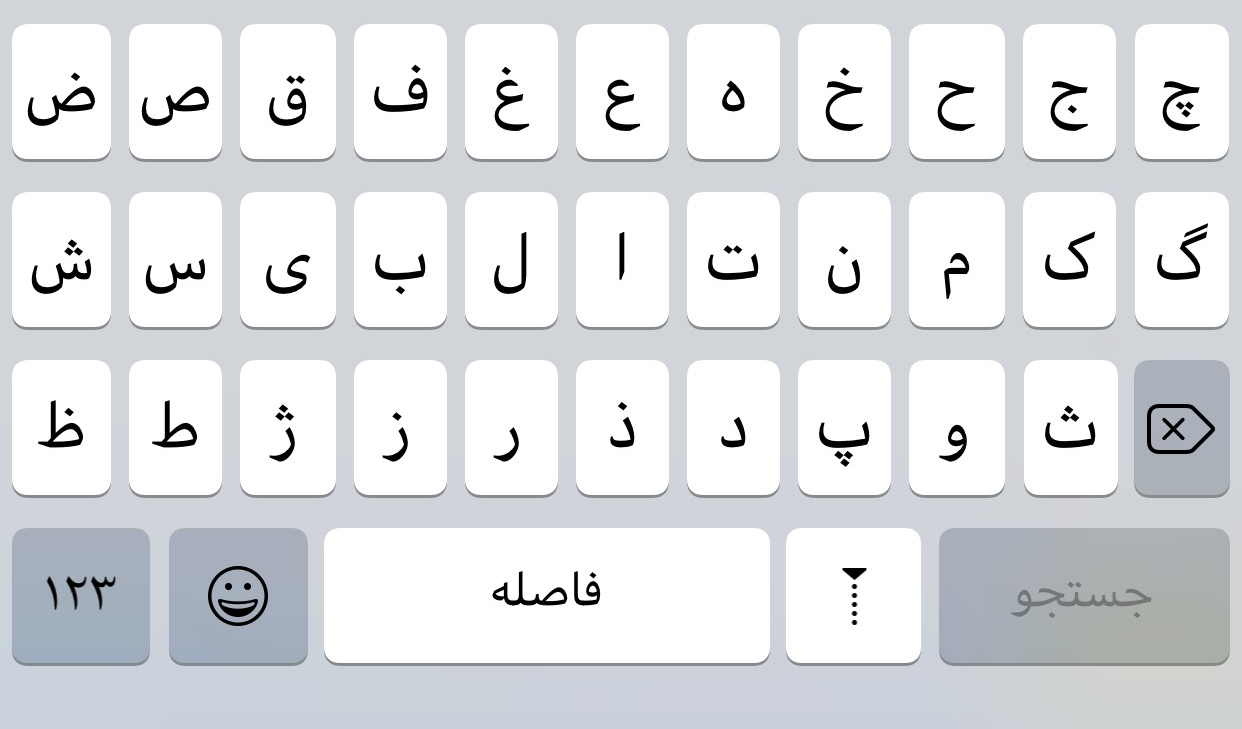 ض ص ق ف غ ع ه خ ح ج چ
ش س ی ب ل ا ت ن م ک گ
ظ ط ژ ز ر ذ د پ و ث
۱۲۳ فاصله جستجو